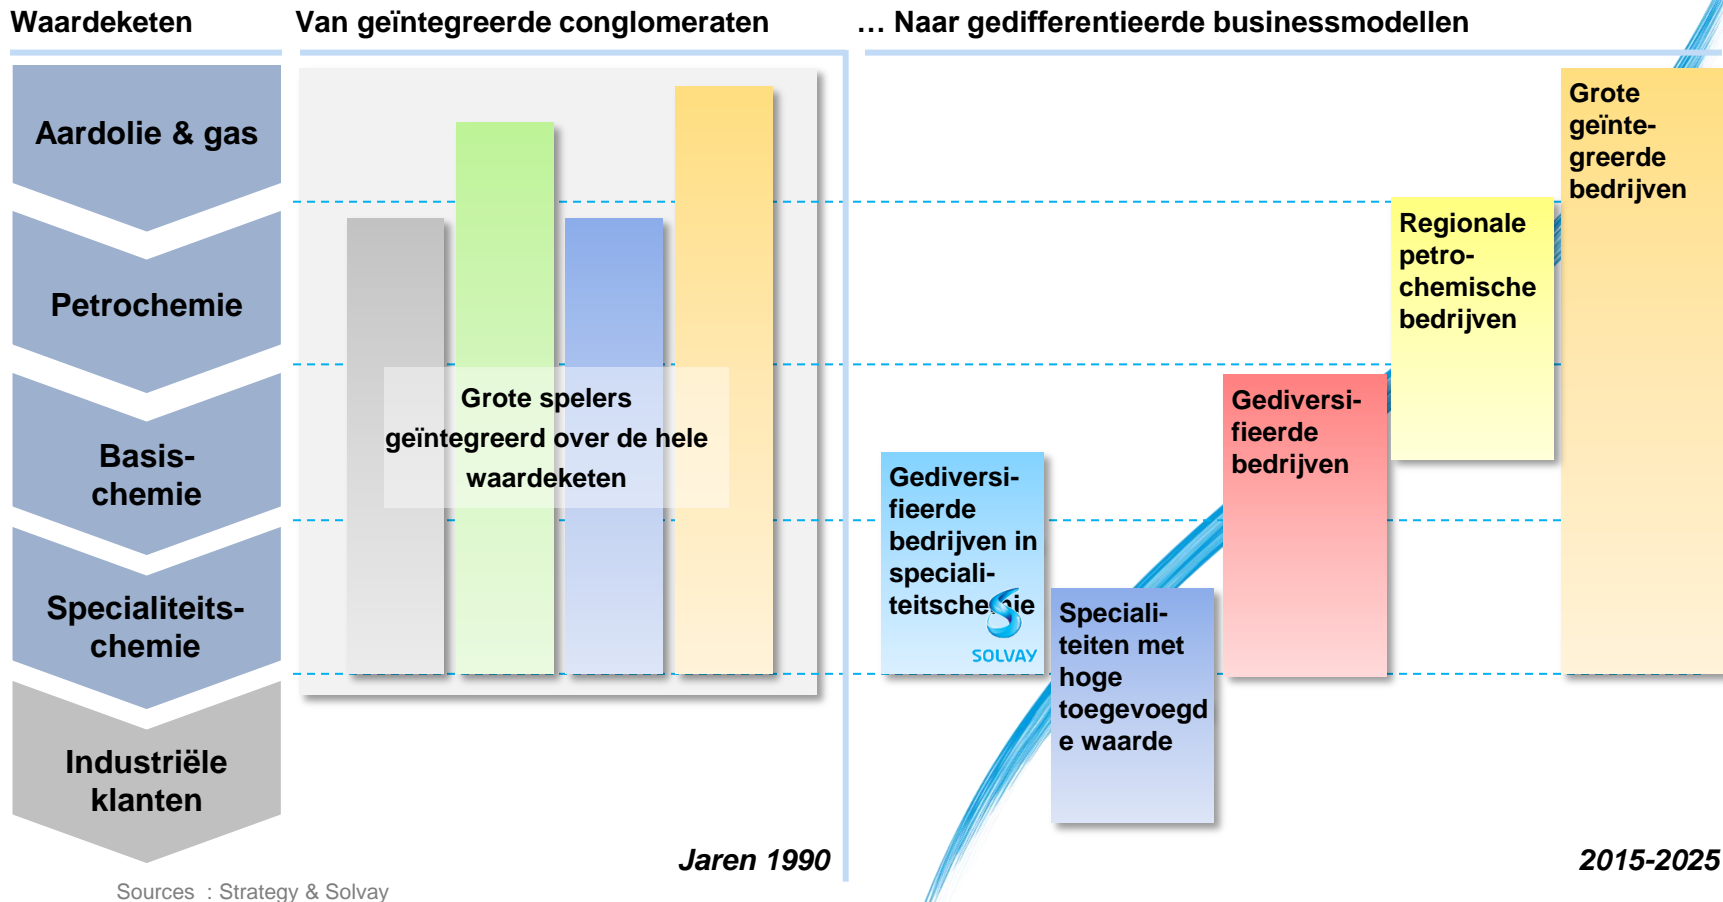 Waardeketen
Van geïntegreerde conglomeraten
… Naar gedifferentieerde businessmodellen
Aardolie & gas
Petrochemie
Basis-
chemie
Specialiteits-
chemie
Industriële
klanten
Grote spelers
geïntegreerd over de hele
waardeketen
Jaren 1990
Gediversi-
fieerde
bedrijven in
speciali-
teitschemie
SOLVAY
Speciali-
teiten met
hoge
toegevoegd
e waarde
Gediversi-
fieerde
bedrijven
Regionale
petro-
chemische
bedrijven
Grote
geïnte-
greerde
bedrijven
2015-2025
Sources : Strategy & Solvay